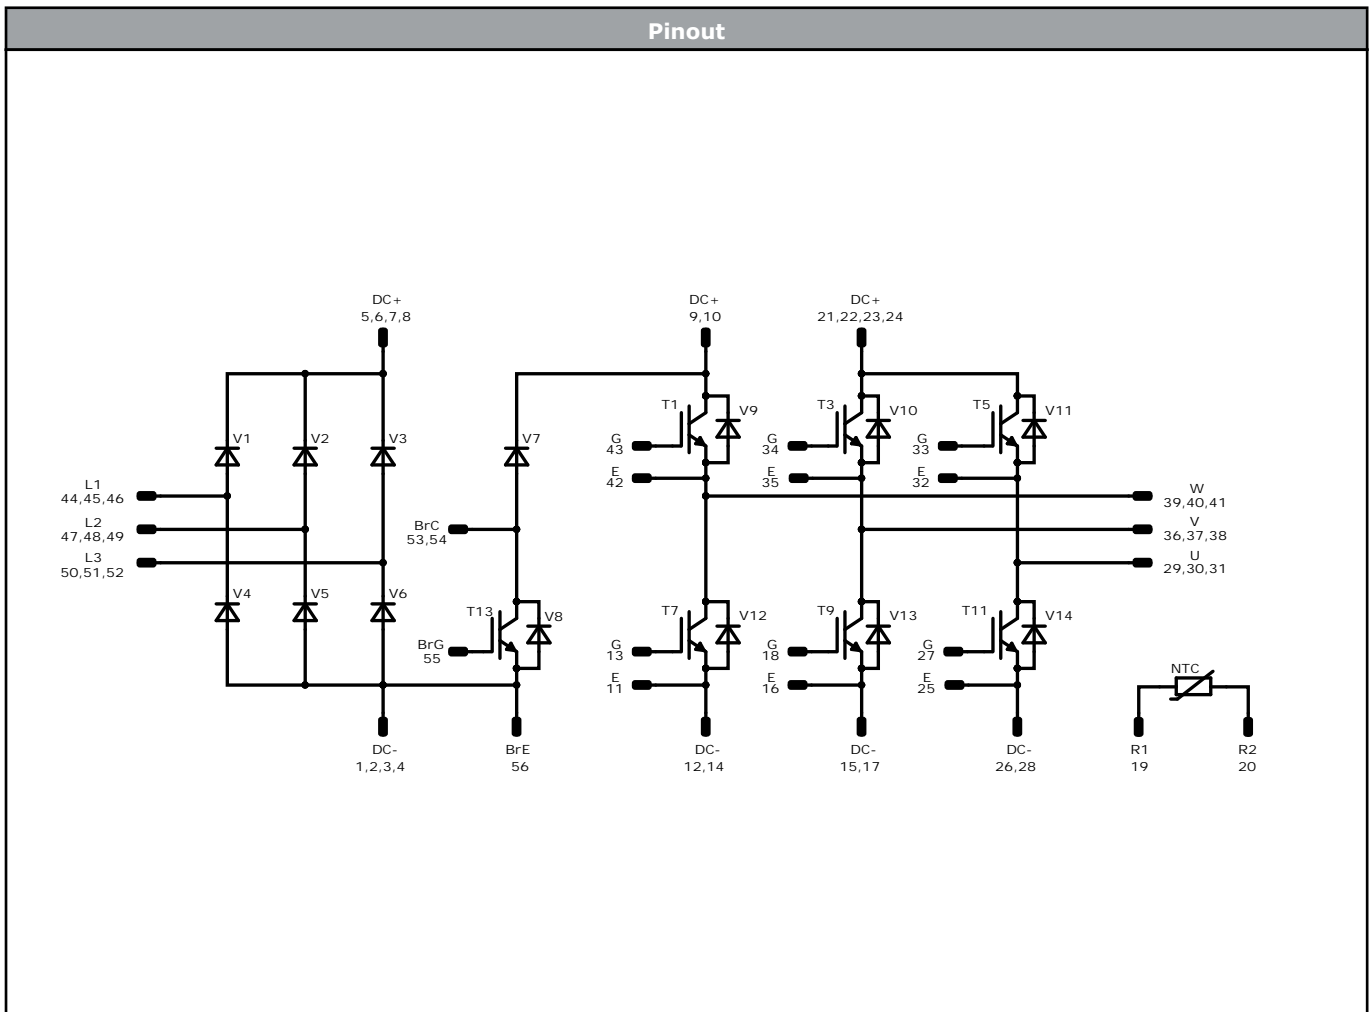 Pinout
DC+
5,6,7,8
DC+
9,10
DC+
21,22,23,24
V1
V2
V3
V7
T1
V9
T3
V10
T5
V11
G
43
G
34
G
33
E
42
E
35
E
32
L1
44,45,46
L2
47,48,49
L3
50,51,52
BrC
53,54
W
39,40,41
V
36,37,38
U
29,30,31
V4
V5
V6
T13
V8
T7
V12
T9
V13
T11
V14
BrG
55
G
13
G
18
G
27
E
11
E
16
E
25
NTC
DC-
1,2,3,4
BrE
56
DC-
12,14
DC-
15,17
DC-
26,28
R1
19
R2
20